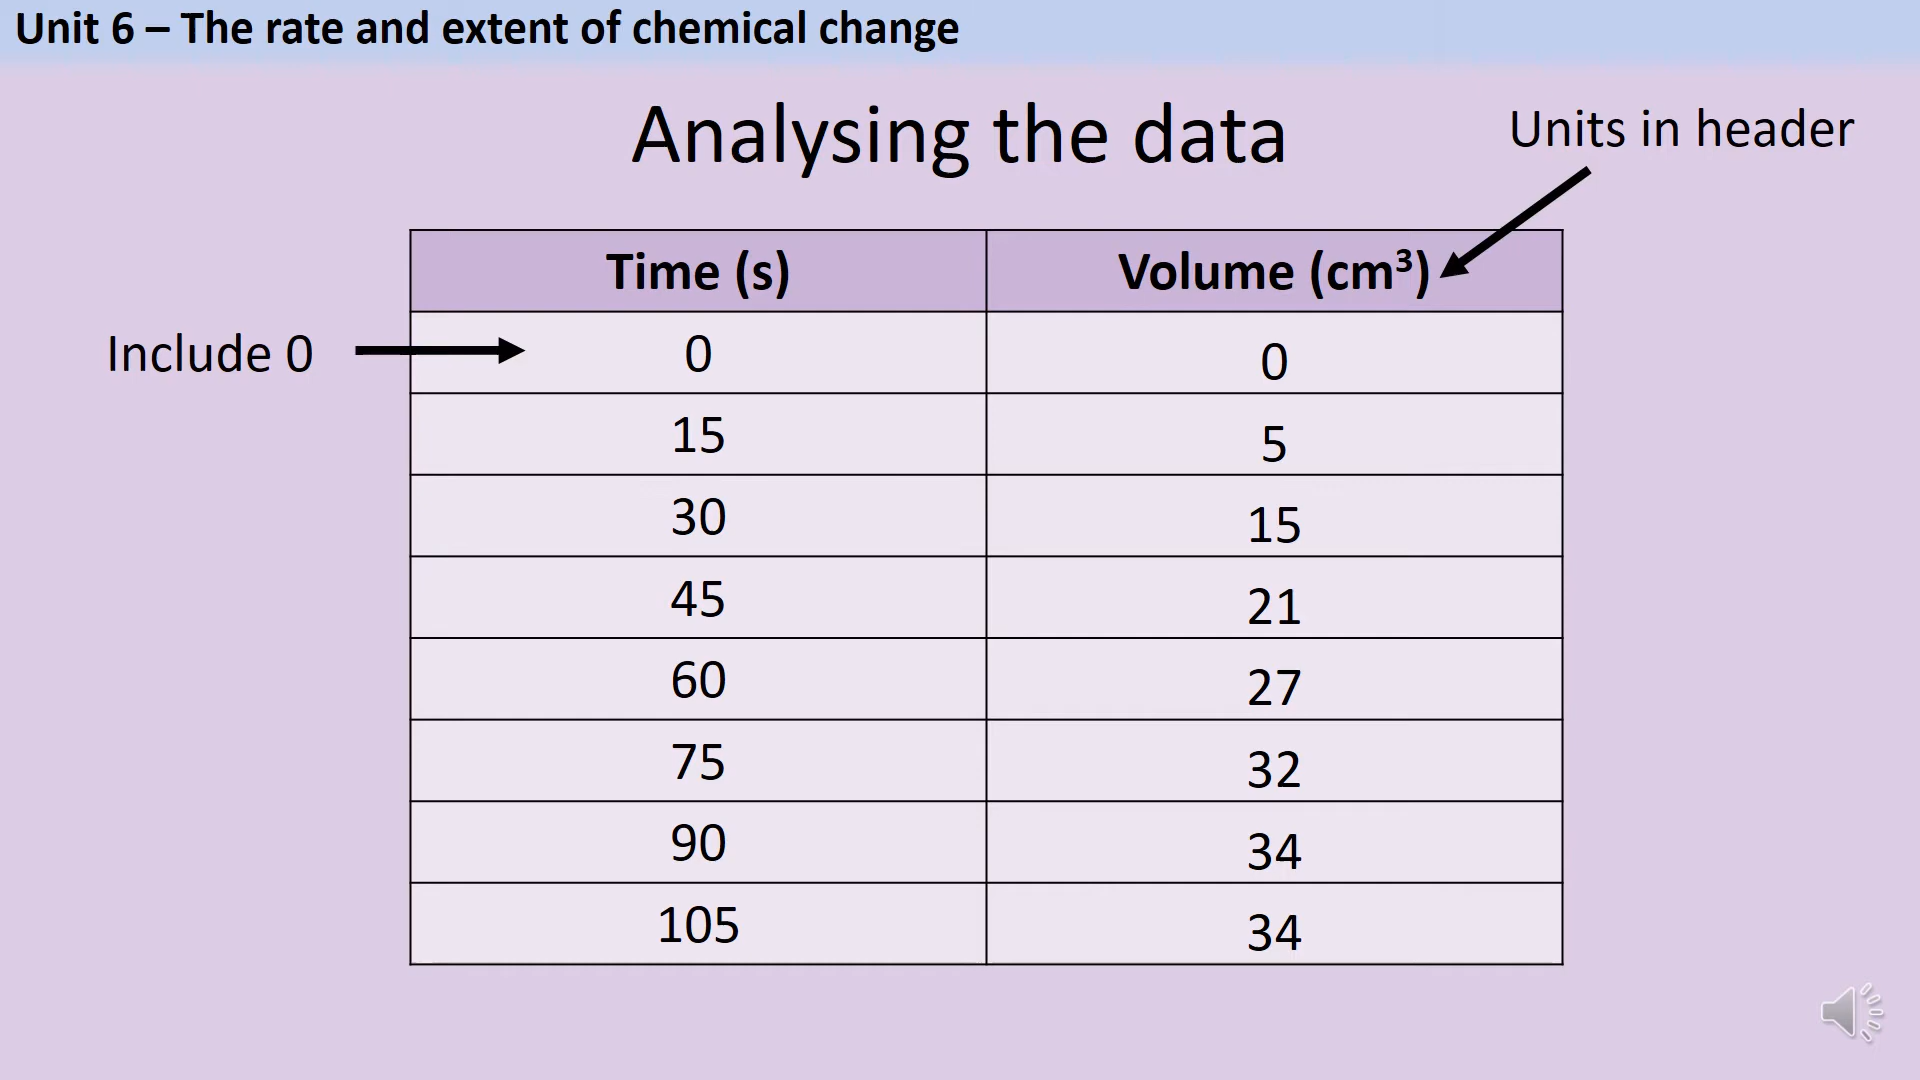 Unit 6 – The rate and extent of chemical change
Analysing the data
Units in header
Time (s) Volume (cm³)
Include 0
0 0
15 5
30 15
45 21
60 27
75 32
90 34
105 34